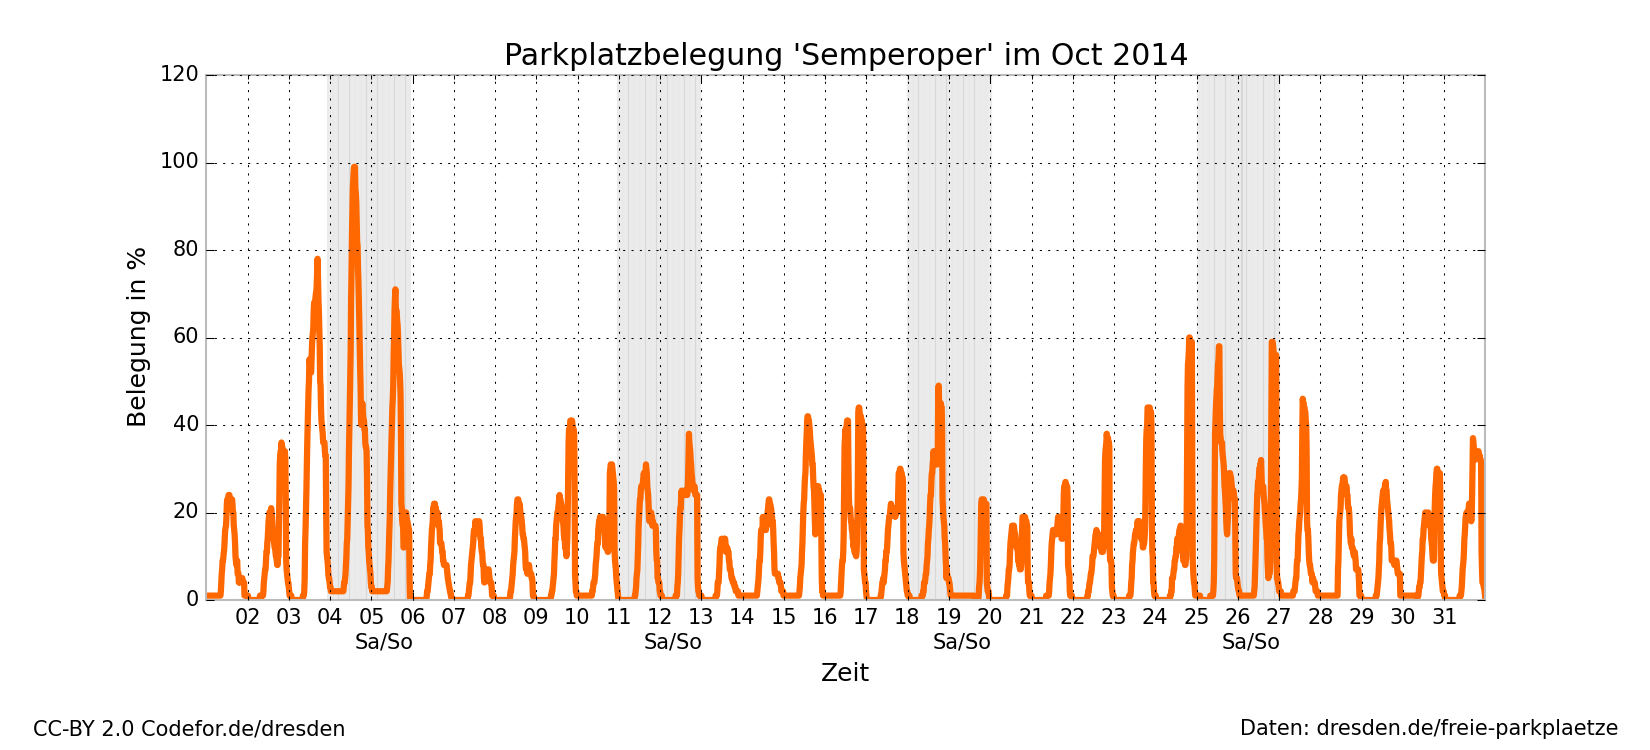 Parkplatzbelegung 'Semperoper' im Oct 2014
120
100
80
60
40
20
0
Belegung in %
02 03 04 05 06 07 08 09 10 11 12 13 14 15 16 17 18 19 20 21 22 23 24 25 26 27 28 29 30 31
Sa/So Sa/So Sa/So Sa/So
Zeit
CC-BY 2.0 Codefor.de/dresden
Daten: dresden.de/freie-parkplaetze